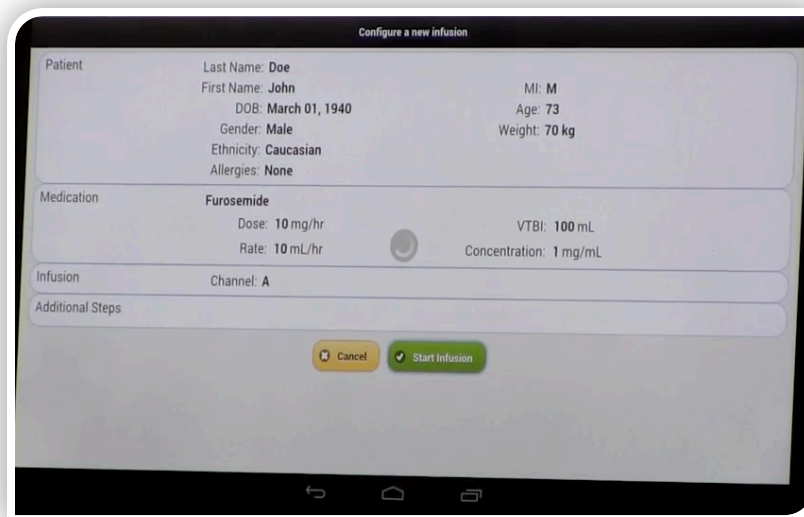 Configure a new infusion
Patient
Last Name: Doe
First Name: John MI: M
DOB: March 01, 1940 Age: 73
Gender: Male Weight: 70 kg
Ethnicity: Caucasian
Allergies: None
Medication Furosemide
Dose: 10 mg/hr VTBI: 100 mL
Rate: 10 mL/hr Concentration: 1 mg/mL
Infusion Channel: A
Additional Steps
Cancel Start Infusion